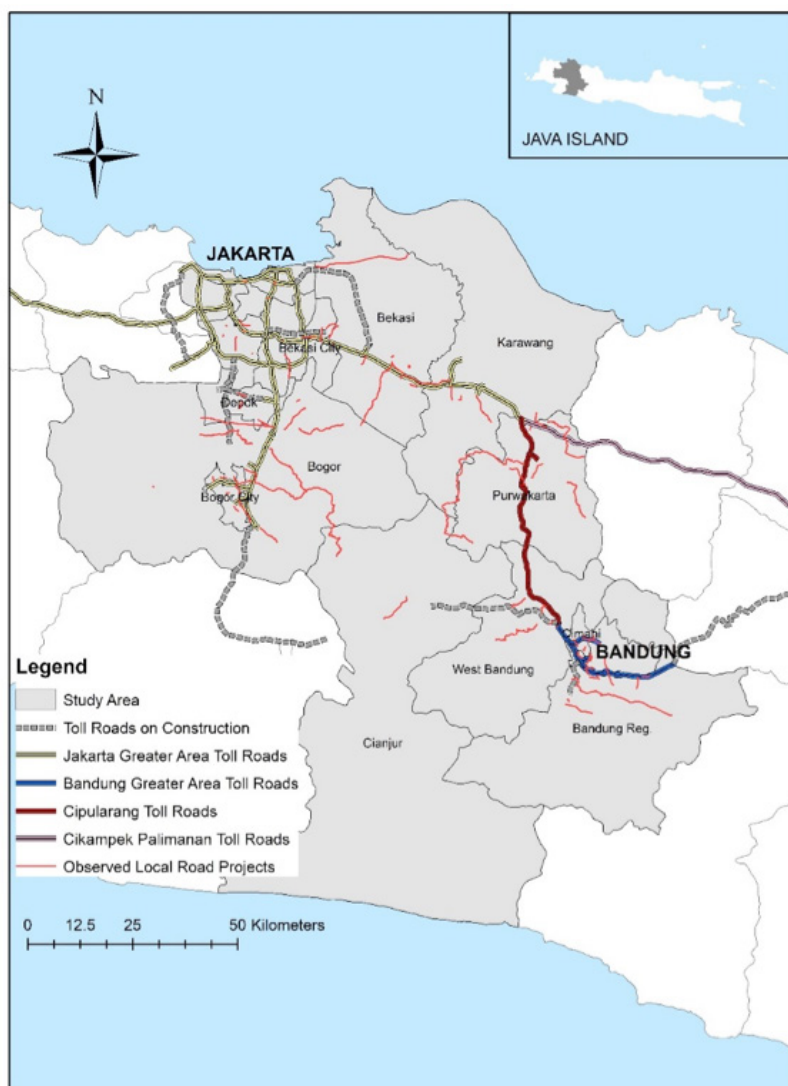 N
JAVA ISLAND
JAKARTA
Bekasi
Bekasi City
Karawang
Depok
Bogor
Bogor City
Purwakarta
Cimahi
BANDUNG
West Bandung
Bandung Reg.
Cianjur
Legend
Study Area
Toll Roads on Construction
Jakarta Greater Area Toll Roads
Bandung Greater Area Toll Roads
Cipularang Toll Roads
Cikampek Palimanan Toll Roads
Observed Local Road Projects
0 12.5 25 50 Kilometers